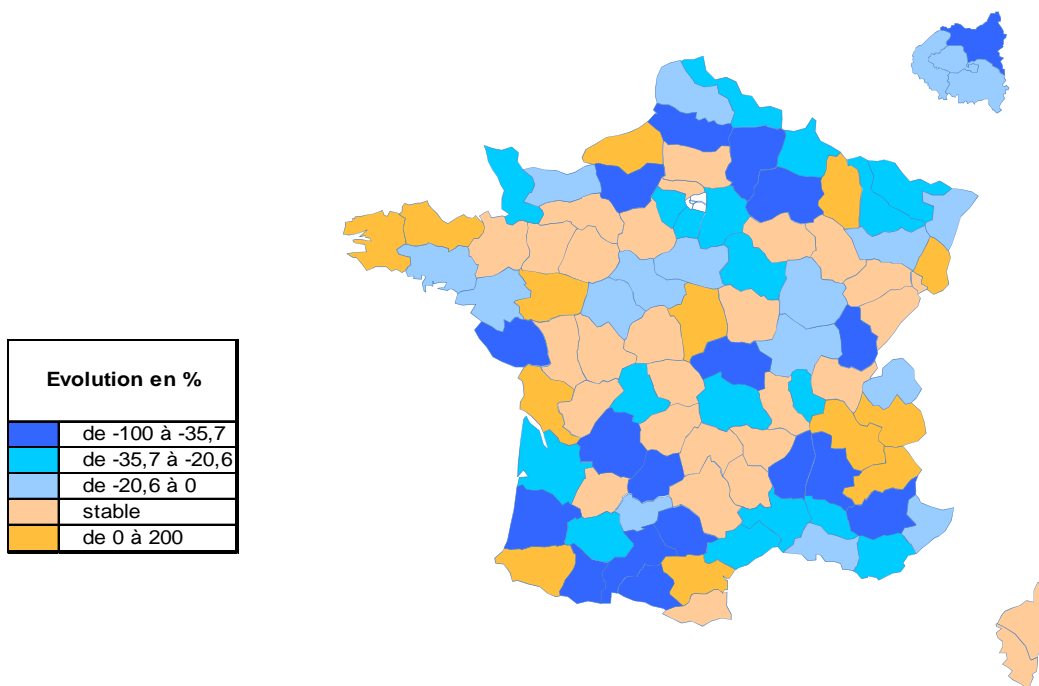 Evolution en %
de -100 à -35,7
de -35,7 à -20,6
de -20,6 à 0
stable
de 0 à 200